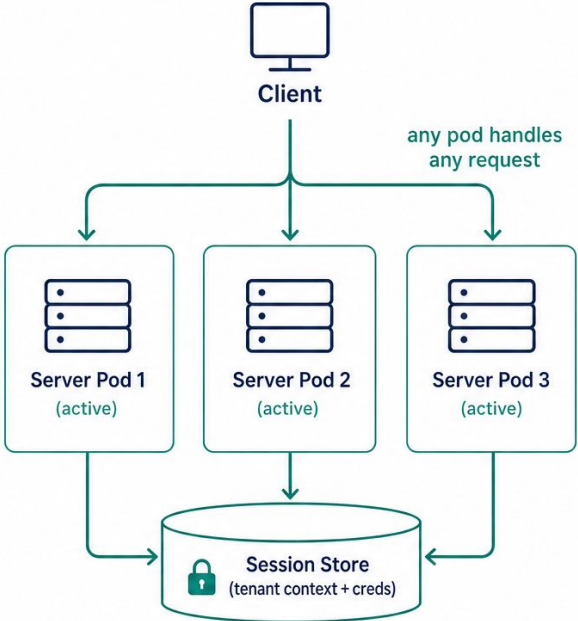 Client
any pod handles
any request
Server Pod 1
(active)
Server Pod 2
(active)
Server Pod 3
(active)
Session Store
(tenant context + creds)